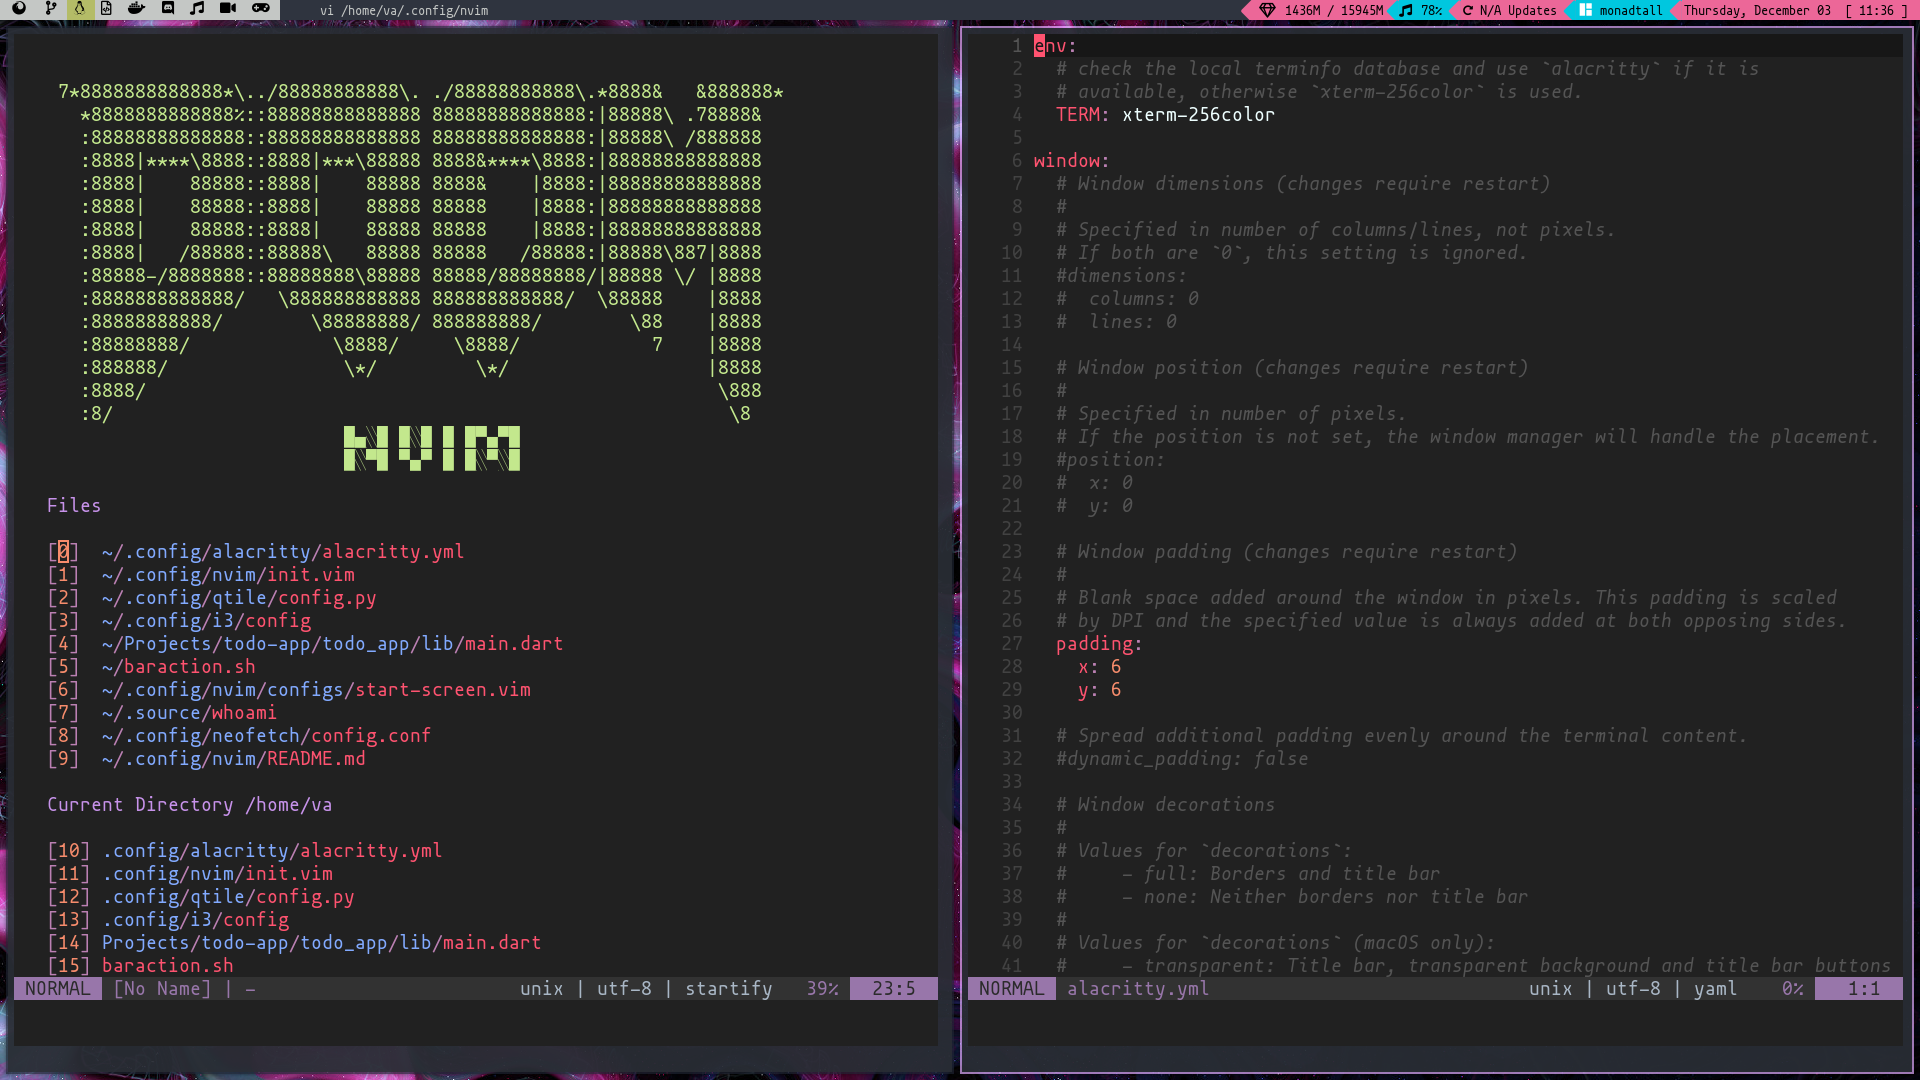 vi /home/va/.config/nvim
1436M / 15945M
78%
N/A Updates
monadtall
Thursday, December 03 [ 11:36 ]
7*8888888888888*\../88888888888\. ./88888888888\.*8888&   &888888*
*8888888888888%::88888888888888 88888888888888:|88888\ .78888&
:88888888888888::88888888888888 88888888888888:|88888\ /888888
:8888|****\8888::8888|***\88888 8888&****\8888:|88888888888888
:8888|    88888::8888|    88888 8888&    |8888:|88888888888888
:8888|    88888::8888|    88888 88888    |8888:|88888888888888
:8888|    88888::8888|    88888 88888    |8888:|88888888888888
:8888|   /88888::88888\   88888 88888   /88888:|88888\887|8888
:88888-/8888888::88888888\88888 88888/88888888/|88888 \/ |8888
:8888888888888/   \888888888888 888888888888/  \88888    |8888
:88888888888/        \88888888/ 888888888/        \88    |8888
:88888888/             \8888/     \8888/            7    |8888
:888888/                \*/         \*/                  |8888
:8888/                                                    \888
:8/                                                        \8
NVIM
Files
[0]  ~/.config/alacritty/alacritty.yml
[1]  ~/.config/nvim/init.vim
[2]  ~/.config/qtile/config.py
[3]  ~/.config/i3/config
[4]  ~/Projects/todo-app/todo_app/lib/main.dart
[5]  ~/baraction.sh
[6]  ~/.config/nvim/configs/start-screen.vim
[7]  ~/.source/whoami
[8]  ~/.config/neofetch/config.conf
[9]  ~/.config/nvim/README.md
Current Directory /home/va
[10] .config/alacritty/alacritty.yml
[11] .config/nvim/init.vim
[12] .config/qtile/config.py
[13] .config/i3/config
[14] Projects/todo-app/todo_app/lib/main.dart
[15] baraction.sh
NORMAL [No Name] | - unix | utf-8 | startify 39% 23:5
1 env:
2   # check the local terminfo database and use `alacritty` if it is
3   # available, otherwise `xterm-256color` is used.
4   TERM: xterm-256color
5
6 window:
7   # Window dimensions (changes require restart)
8   #
9   # Specified in number of columns/lines, not pixels.
10   # If both are `0`, this setting is ignored.
11   #dimensions:
12   #  columns: 0
13   #  lines: 0
14
15   # Window position (changes require restart)
16   #
17   # Specified in number of pixels.
18   # If the position is not set, the window manager will handle the placement.
19   #position:
20   #  x: 0
21   #  y: 0
22
23   # Window padding (changes require restart)
24   #
25   # Blank space added around the window in pixels. This padding is scaled
26   # by DPI and the specified value is always added at both opposing sides.
27   padding:
28     x: 6
29     y: 6
30
31   # Spread additional padding evenly around the terminal content.
32   #dynamic_padding: false
33
34   # Window decorations
35   #
36   # Values for `decorations`:
37   #     - full: Borders and title bar
38   #     - none: Neither borders nor title bar
39   #
40   # Values for `decorations` (macOS only):
41   #     - transparent: Title bar, transparent background and title bar buttons
NORMAL alacritty.yml unix | utf-8 | yaml 0% 1:1